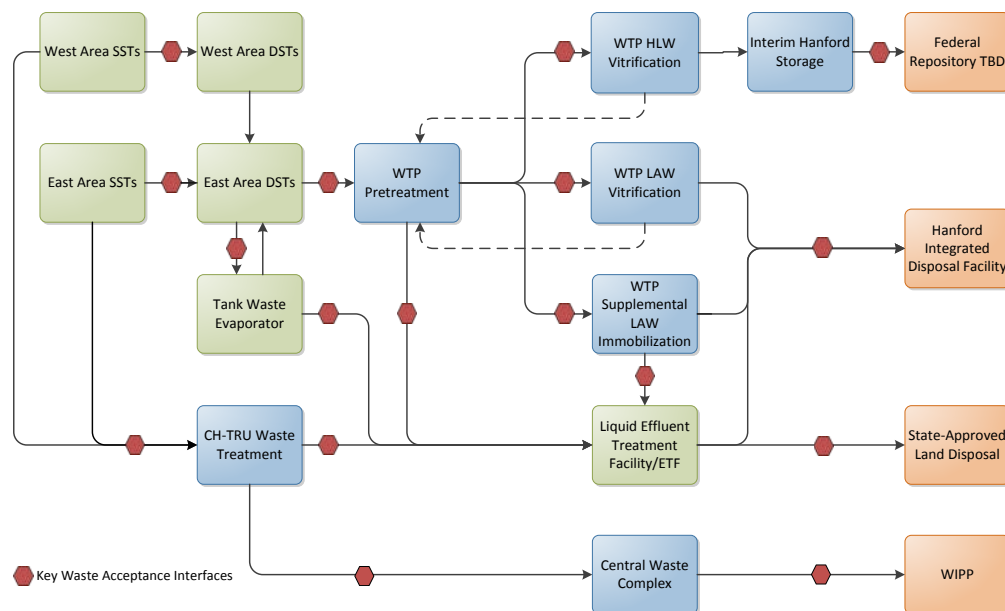 West Area SSTs
West Area DSTs
WTP HLW
Vitrification
Interim Hanford
Storage
Federal
Repository TBD
East Area SSTs
East Area DSTs
WTP
Pretreatment
WTP LAW
Vitrification
Hanford
Integrated
Disposal Facility
Tank Waste
Evaporator
WTP
Supplemental
LAW
Immobilization
CH-TRU Waste
Treatment
Liquid Effluent
Treatment
Facility/ETF
State-Approved
Land Disposal
Key Waste Acceptance Interfaces
Central Waste
Complex
WIPP